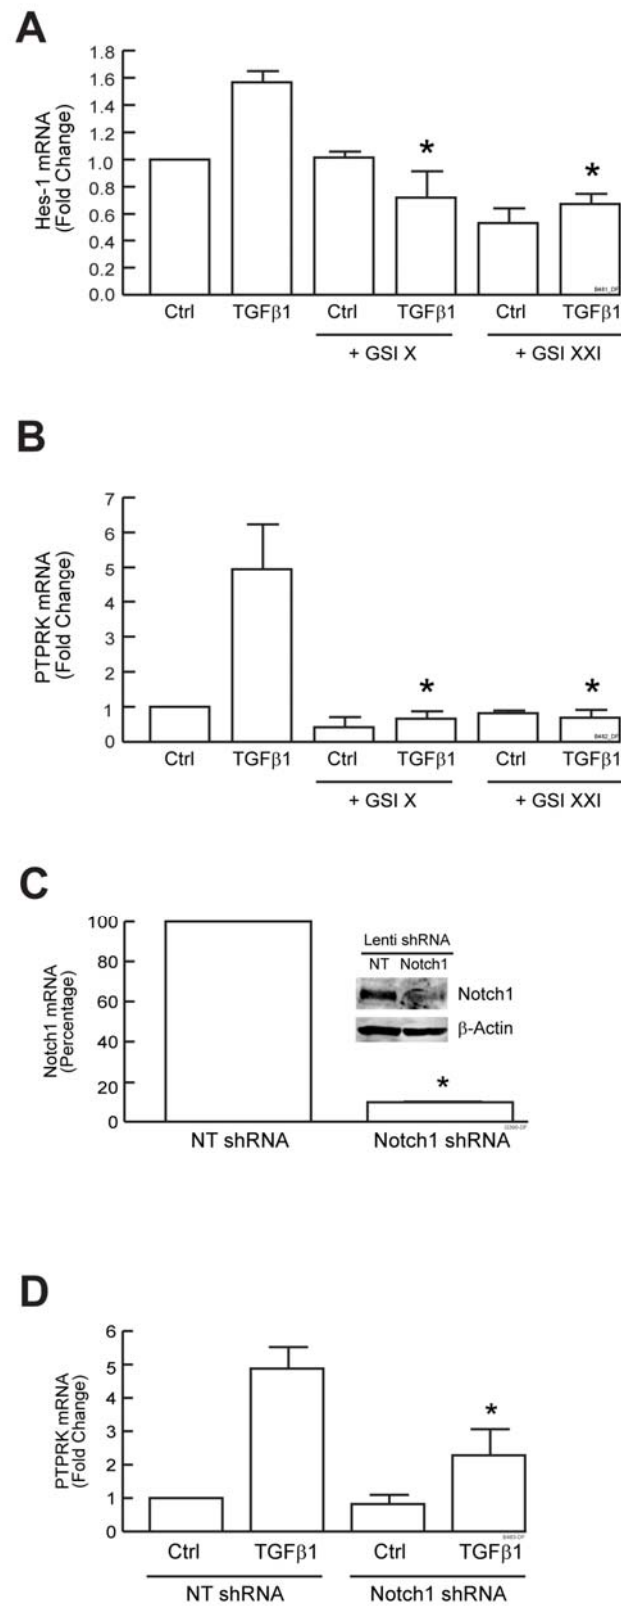 A
Hes-1 mRNA
(Fold Change)
1.8
1.6
1.4
1.2
1.0
0.8
0.6
0.4
0.2
0.0
*
*
Ctrl TGFβ1 Ctrl TGFβ1 Ctrl TGFβ1
+ GSI X + GSI XXI
B
PTPRK mRNA
(Fold Change)
7
6
5
4
3
2
1
0
*
*
Ctrl TGFβ1 Ctrl TGFβ1 Ctrl TGFβ1
+ GSI X + GSI XXI
C
Notch1 mRNA
(Percentage)
100
80
60
40
20
0
Lenti shRNA
NT Notch1
Notch1
β-Actin
*
NT shRNA Notch1 shRNA
D
PTPRK mRNA
(Fold Change)
6
5
4
3
2
1
0
*
Ctrl TGFβ1 Ctrl TGFβ1
NT shRNA Notch1 shRNA